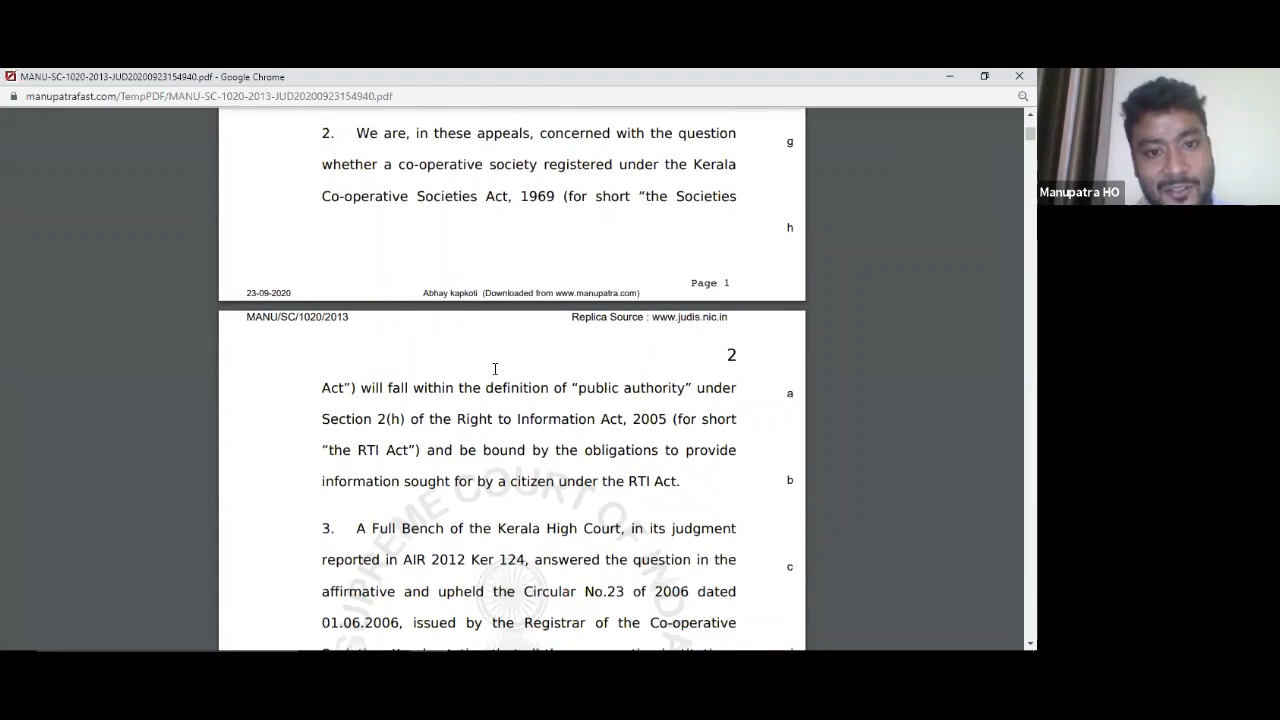 MANU-SC-1020-2013-JUD20200923154940.pdf - Google Chrome
manupatrafast.com/TempPDF/MANU-SC-1020-2013-JUD20200923154940.pdf
2. We are, in these appeals, concerned with the question
g
whether a co-operative society registered under the Kerala
Co-operative Societies Act, 1969 (for short “the Societies
h
Page 1
23-09-2020 Abhay kapkoti (Downloaded from www.manupatra.com)
MANU/SC/1020/2013 Replica Source : www.judis.nic.in
2
Act”) will fall within the definition of “public authority” under
a
Section 2(h) of the Right to Information Act, 2005 (for short
“the RTI Act”) and be bound by the obligations to provide
b
information sought for by a citizen under the RTI Act.
3. A Full Bench of the Kerala High Court, in its judgment
reported in AIR 2012 Ker 124, answered the question in the
c
affirmative and upheld the Circular No.23 of 2006 dated
01.06.2006, issued by the Registrar of the Co-operative
SUPREME COURT OF INDIA
Manupatra HO